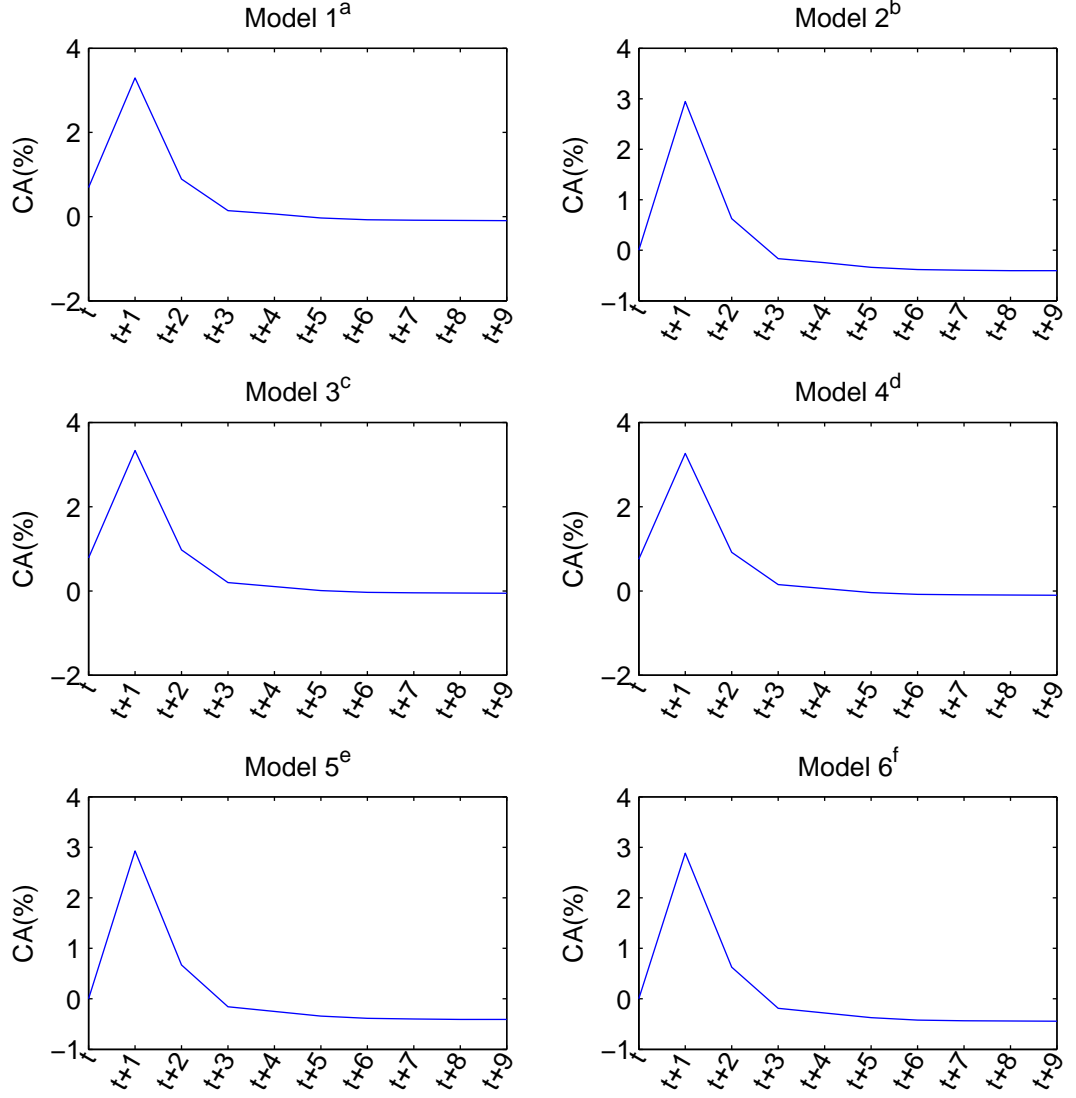 Model 1^a
4
2
0
−2
CA(%)
t
t+1
t+2
t+3
t+4
t+5
t+6
t+7
t+8
t+9
Model 2^b
4
3
2
1
0
−1
CA(%)
t
t+1
t+2
t+3
t+4
t+5
t+6
t+7
t+8
t+9
Model 3^c
4
2
0
−2
CA(%)
t
t+1
t+2
t+3
t+4
t+5
t+6
t+7
t+8
t+9
Model 4^d
4
2
0
−2
CA(%)
t
t+1
t+2
t+3
t+4
t+5
t+6
t+7
t+8
t+9
Model 5^e
4
3
2
1
0
−1
CA(%)
t
t+1
t+2
t+3
t+4
t+5
t+6
t+7
t+8
t+9
Model 6^f
4
3
2
1
0
−1
CA(%)
t
t+1
t+2
t+3
t+4
t+5
t+6
t+7
t+8
t+9